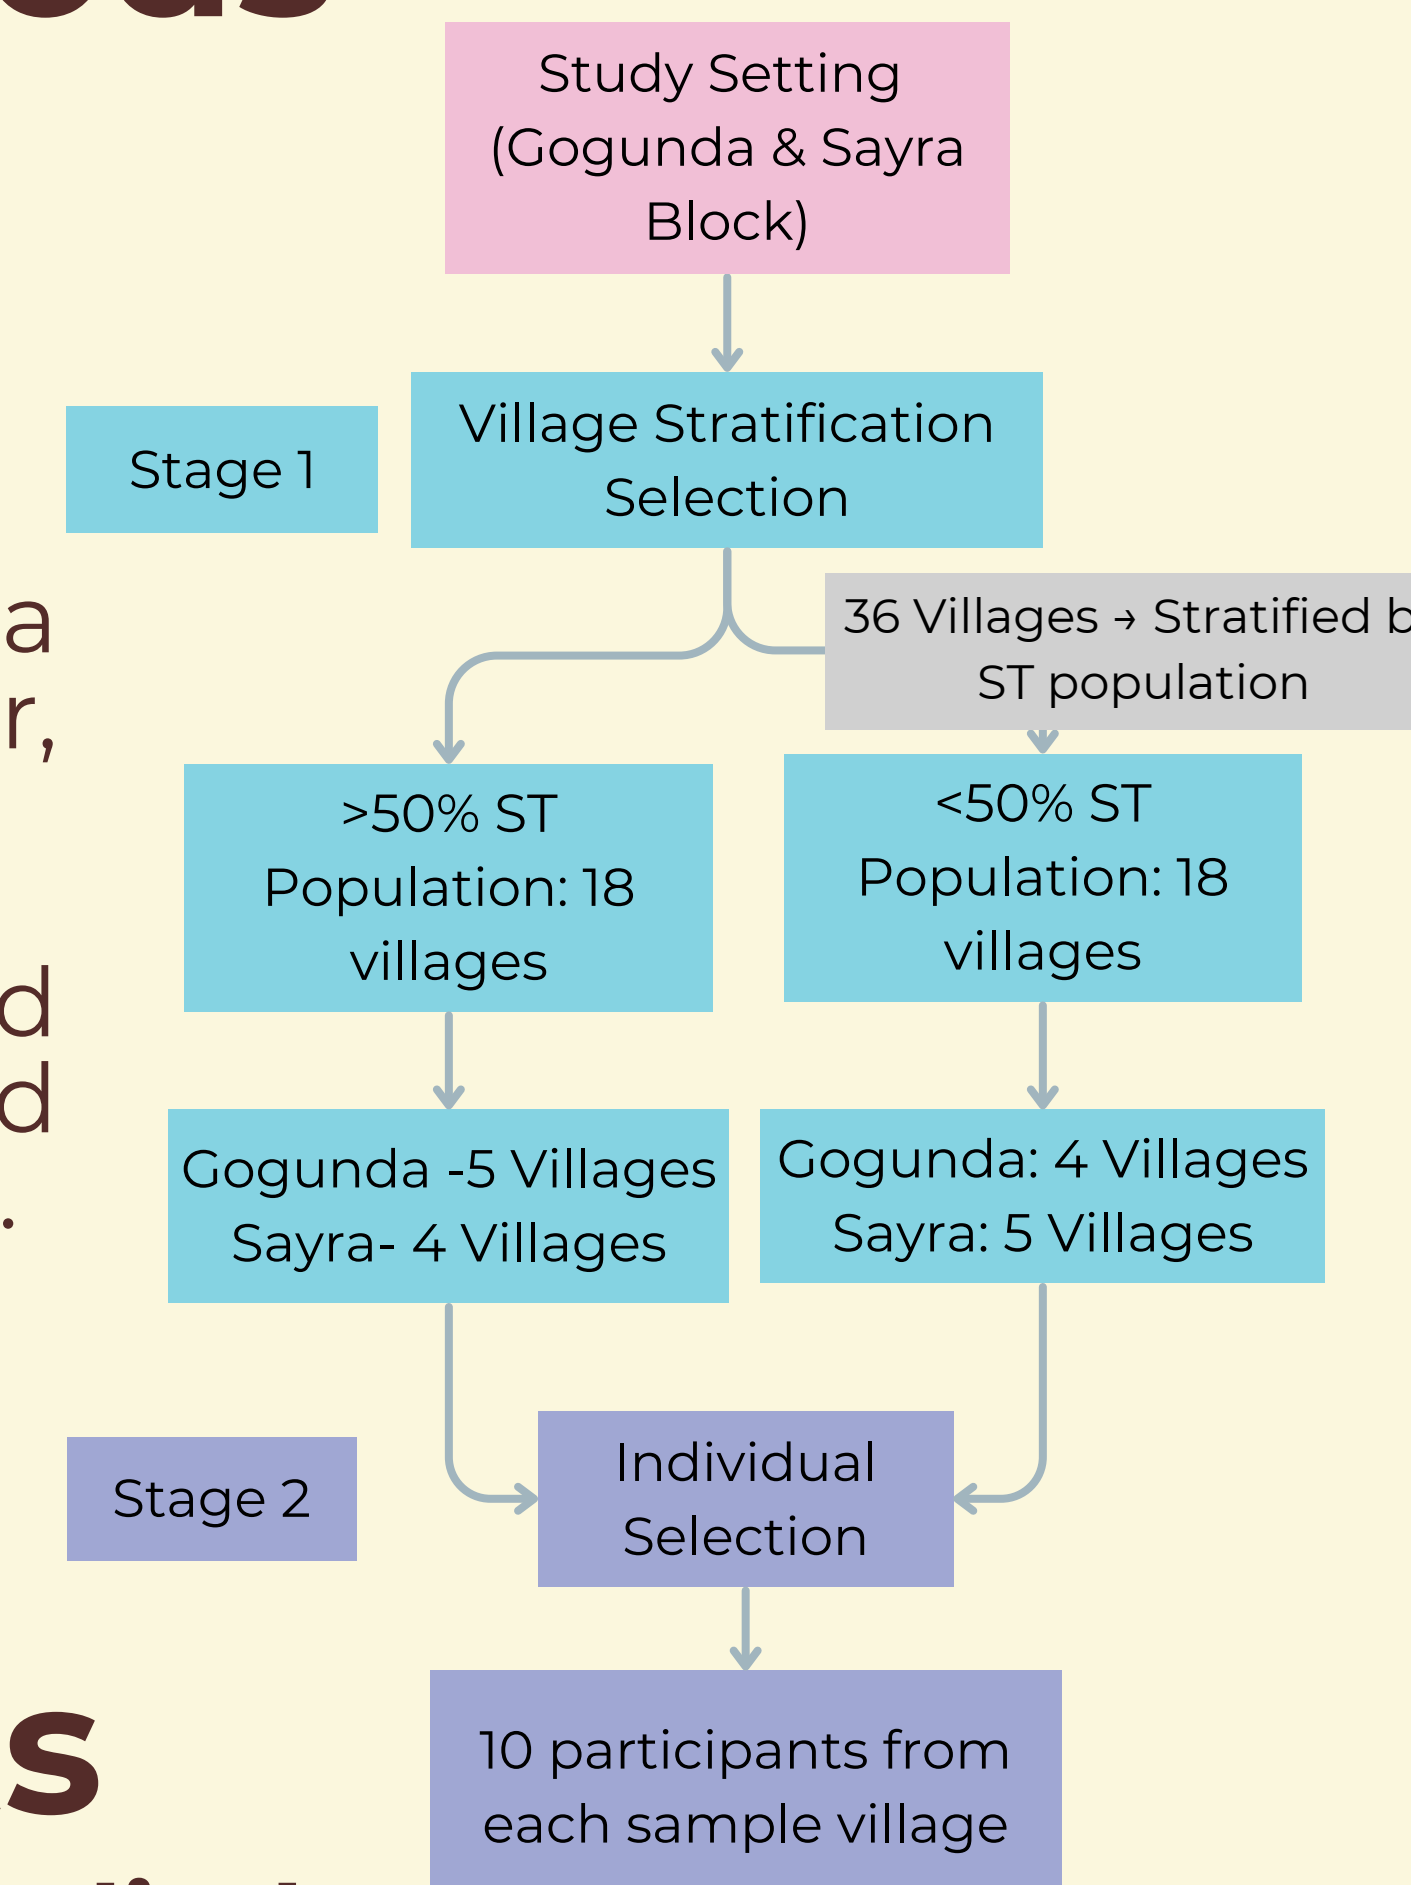 Study Setting
(Gogunda & Sayra
Block)
Stage 1
Village Stratification
Selection
36 Villages → Stratified
ST population
a
r,
>50% ST
Population: 18
villages
<50% ST
Population: 18
villages
d
d
.
Gogunda -5 Villages
Sayra- 4 Villages
Gogunda: 4 Villages
Sayra: 5 Villages
Stage 2
Individual
Selection
10 participants from
each sample village
s